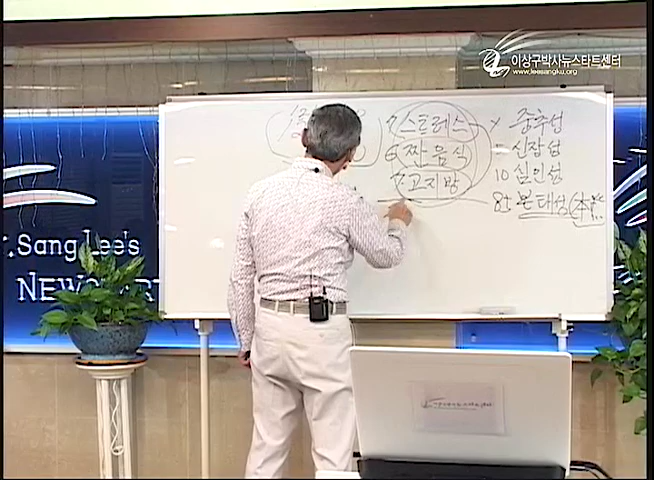 이상구박사뉴스타트센터
www.leesangku.org
스트레스 중추성
짠 음식 신장성
고지방 10 심인성
85 본태성(本
r. Sang Lee's
NEWSTART